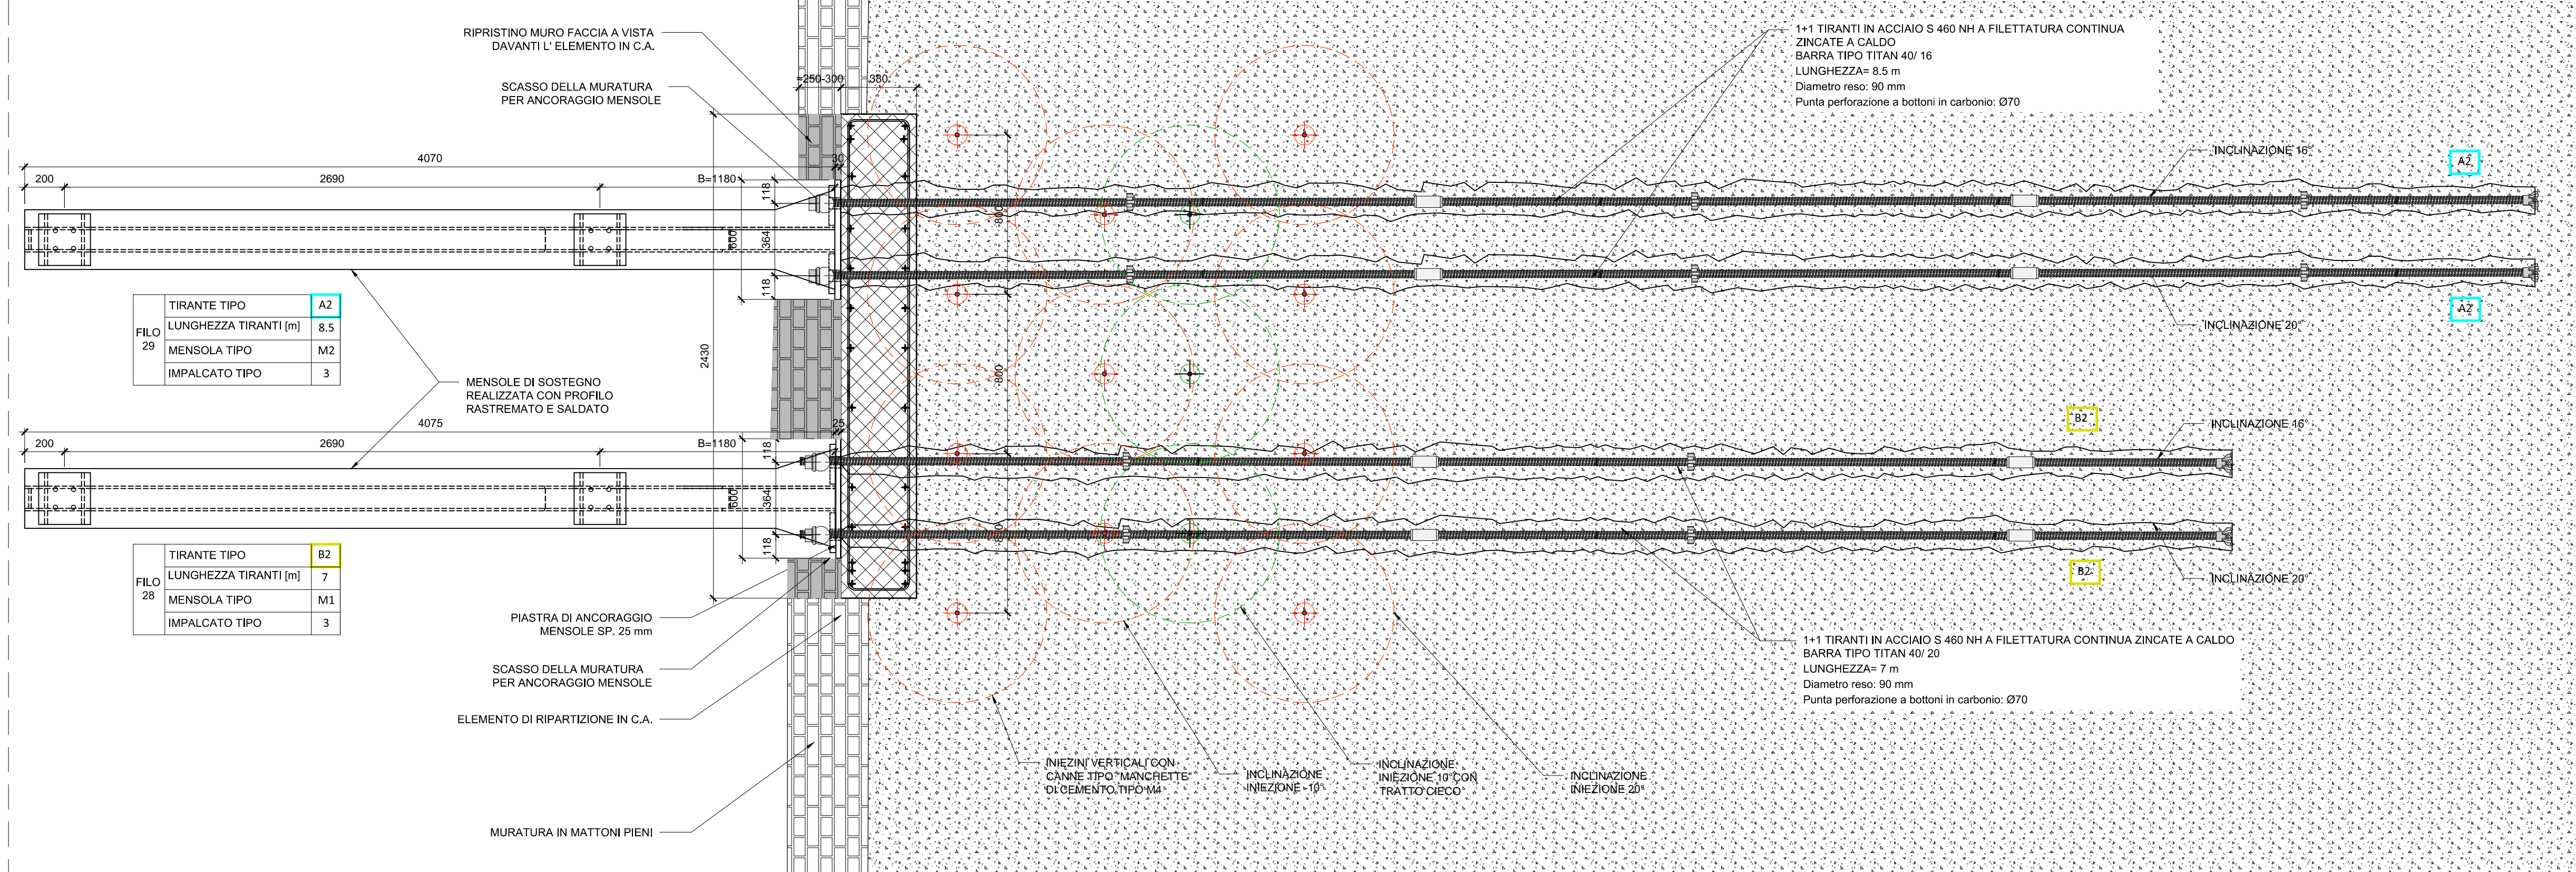 RIPRISTINO MURO FACCIA A VISTA
DAVANTI L' ELEMENTO IN C.A.
SCASSO DELLA MURATURA
PER ANCORAGGIO MENSOLE
≈250-300
380
1+1 TIRANTI IN ACCIAIO S 460 NH A FILETTATURA CONTINUA
ZINCATE A CALDO
BARRA TIPO TITAN 40/ 16
LUNGHEZZA= 8.5 m
Diametro reso: 90 mm
Punta perforazione a bottoni in carbonio: Ø70
4070
30
200
2690
B=1180
118
600
364
118
800
INCLINAZIONE 16°
A2
A2
INCLINAZIONE 20°
FILO
29
TIRANTE TIPO
A2
LUNGHEZZA TIRANTI [m]
8.5
MENSOLA TIPO
M2
IMPALCATO TIPO
3
2430
800
MENSOLE DI SOSTEGNO
REALIZZATA CON PROFILO
RASTREMATO E SALDATO
4075
25
200
2690
B=1180
118
600
364
118
800
B2
INCLINAZIONE 16°
B2
INCLINAZIONE 20°
FILO
28
TIRANTE TIPO
B2
LUNGHEZZA TIRANTI [m]
7
MENSOLA TIPO
M1
IMPALCATO TIPO
3
PIASTRA DI ANCORAGGIO
MENSOLE SP. 25 mm
SCASSO DELLA MURATURA
PER ANCORAGGIO MENSOLE
ELEMENTO DI RIPARTIZIONE IN C.A.
MURATURA IN MATTONI PIENI
1+1 TIRANTI IN ACCIAIO S 460 NH A FILETTATURA CONTINUA ZINCATE A CALDO
BARRA TIPO TITAN 40/ 20
LUNGHEZZA= 7 m
Diametro reso: 90 mm
Punta perforazione a bottoni in carbonio: Ø70
INIEZINI VERTICALI CON
CANNE TIPO "MANCHETTE"
DI CEMENTO TIPO M4
INCLINAZIONE
INIEZIONE -10°
INCLINAZIONE
INIEZIONE 10°CON
TRATTO CIECO
INCLINAZIONE
INIEZIONE 20°